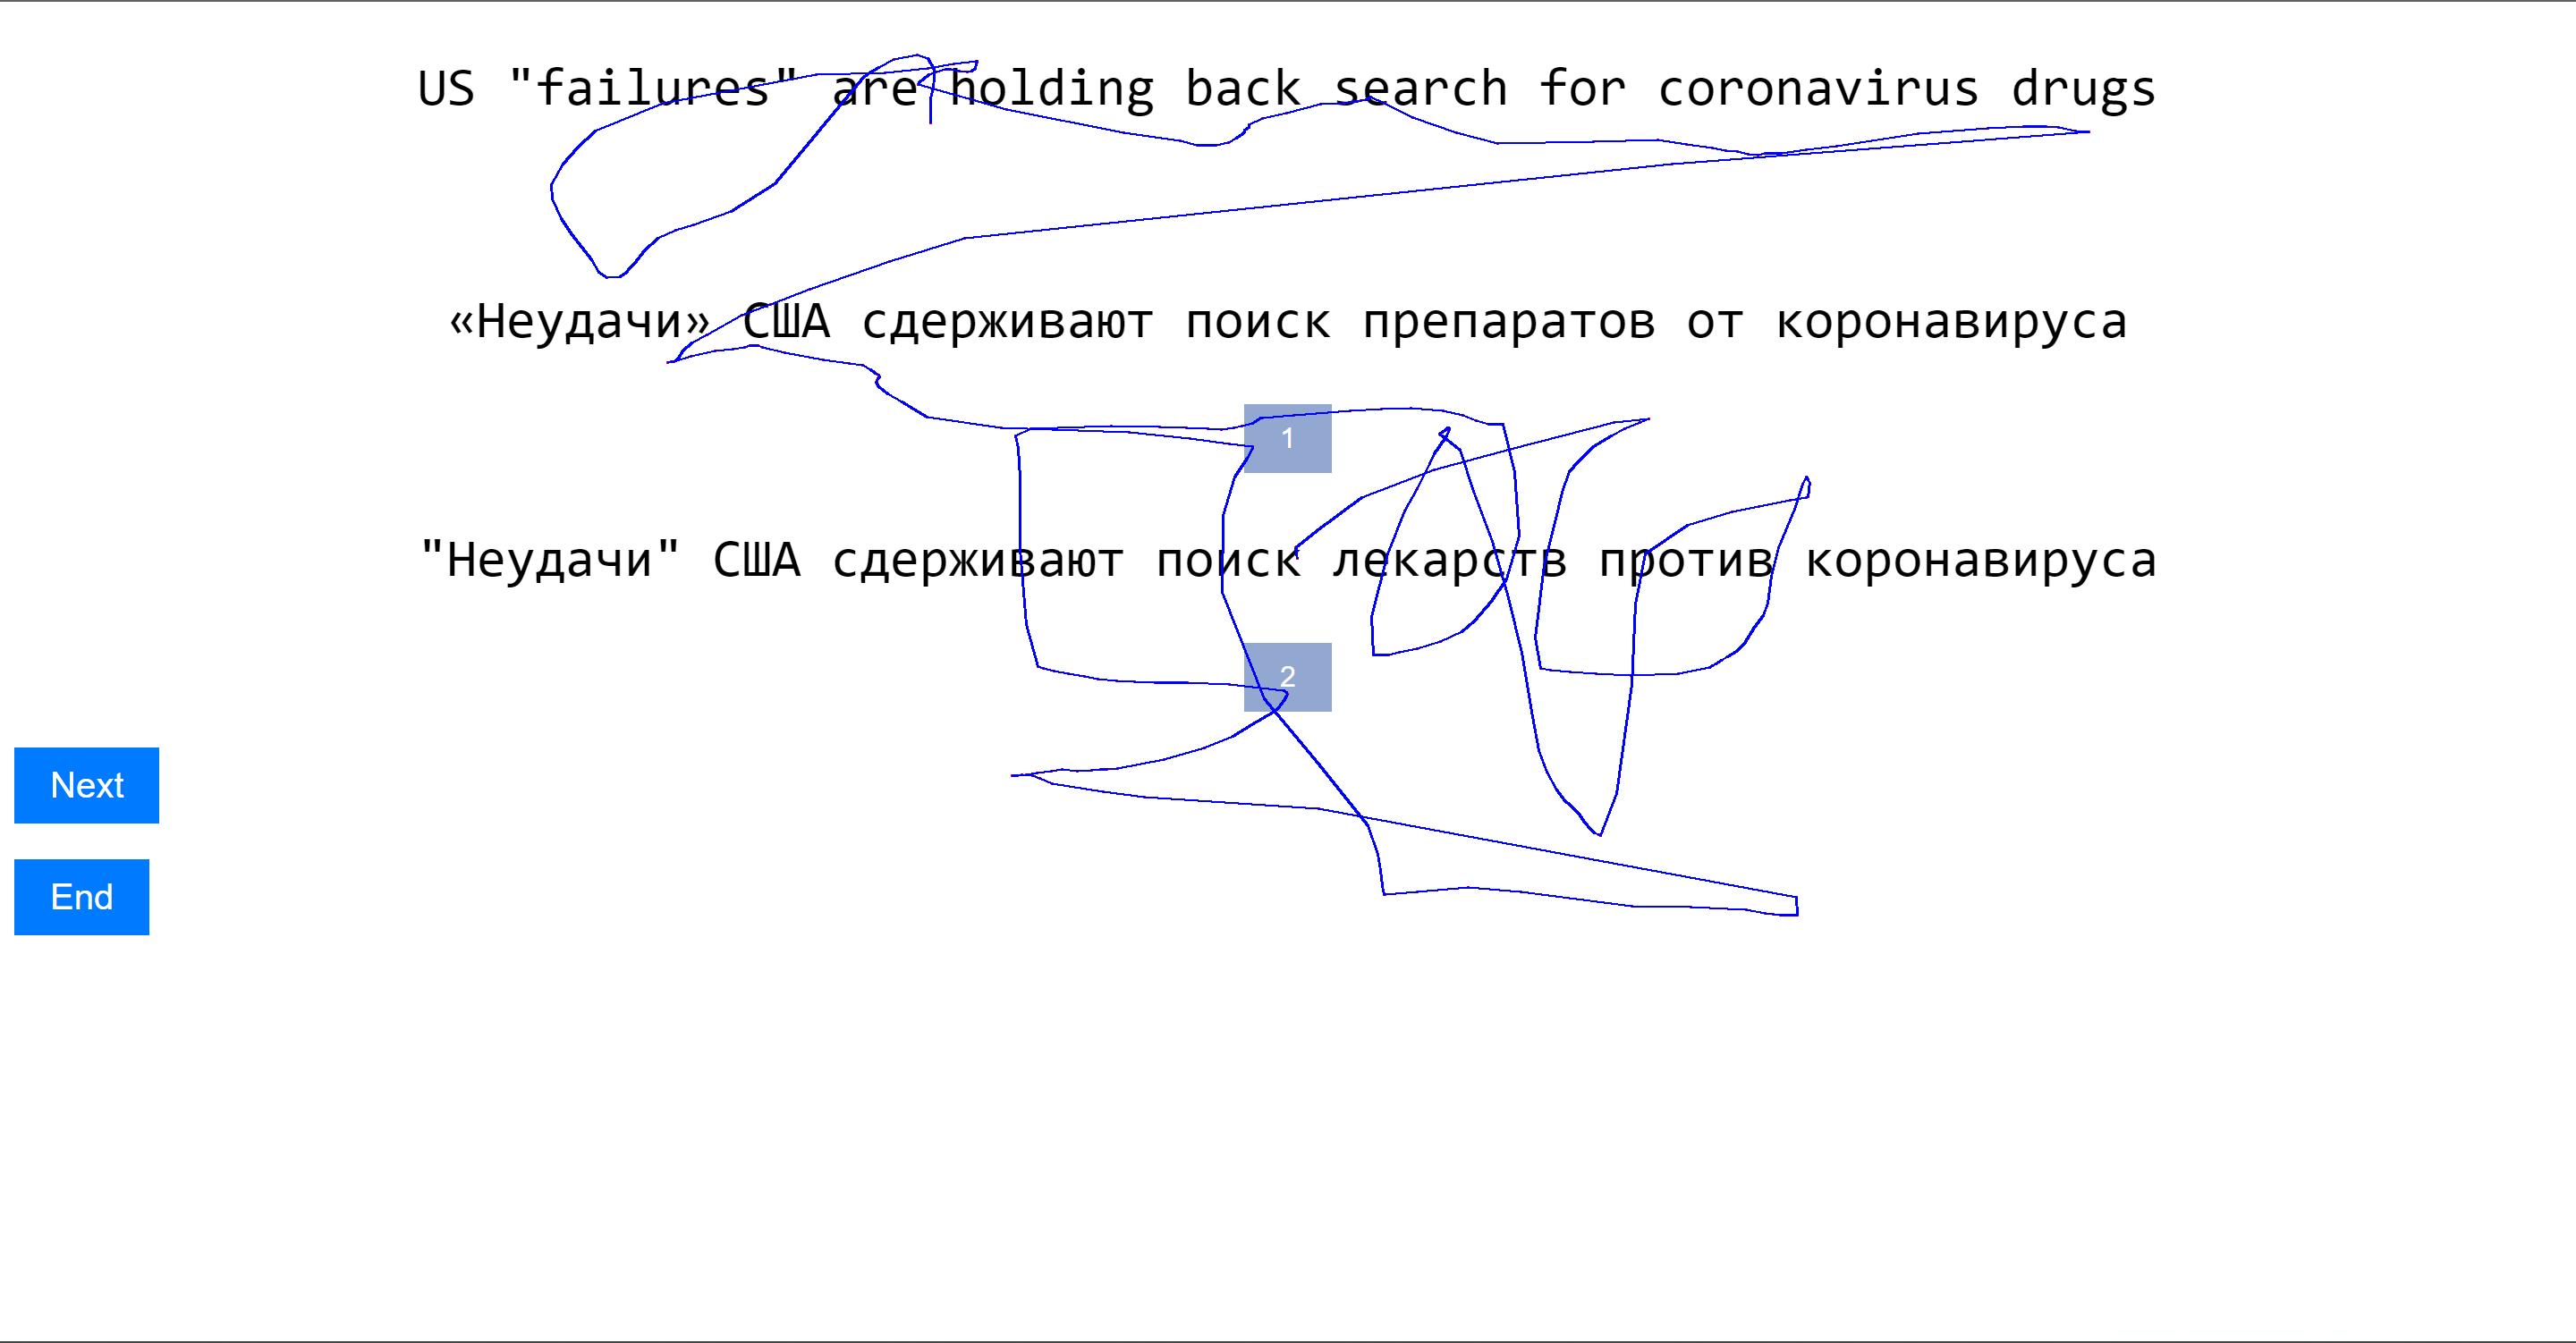 US "failures" are holding back search for coronavirus drugs
«Неудачи» США сдерживают поиск препаратов от коронавируса
1
"Неудачи" США сдерживают поиск лекарств против коронавируса
2
Next
End